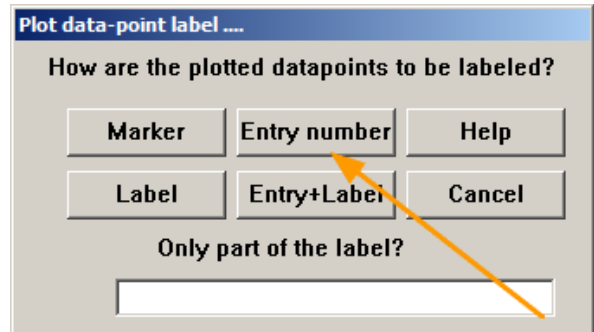 Plot data-point label ....
How are the plotted datapoints to be labeled?
Marker Entry number Help
Label Entry+Label Cancel
Only part of the label?